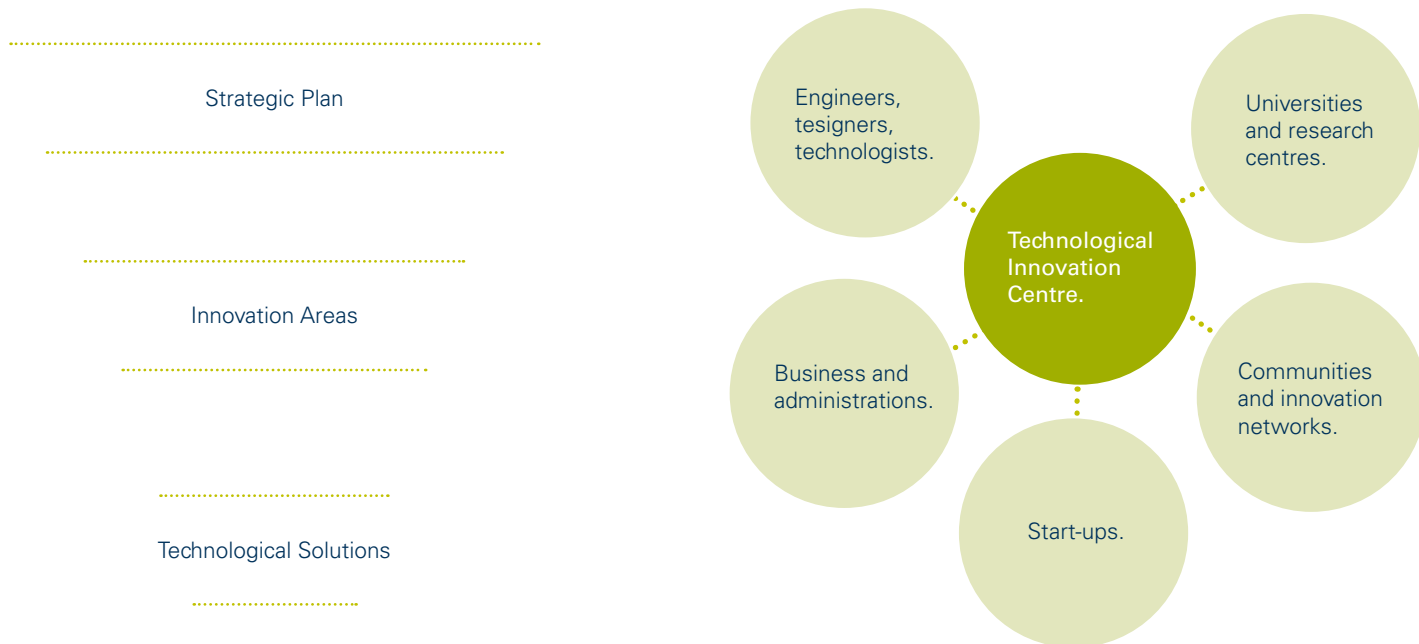 Strategic Plan
Innovation Areas
Technological Solutions
Engineers,
tesigners,
technologists.
Universities
and research
centres.
Technological
Innovation
Centre.
Business and
administrations.
Communities
and innovation
networks.
Start-ups.